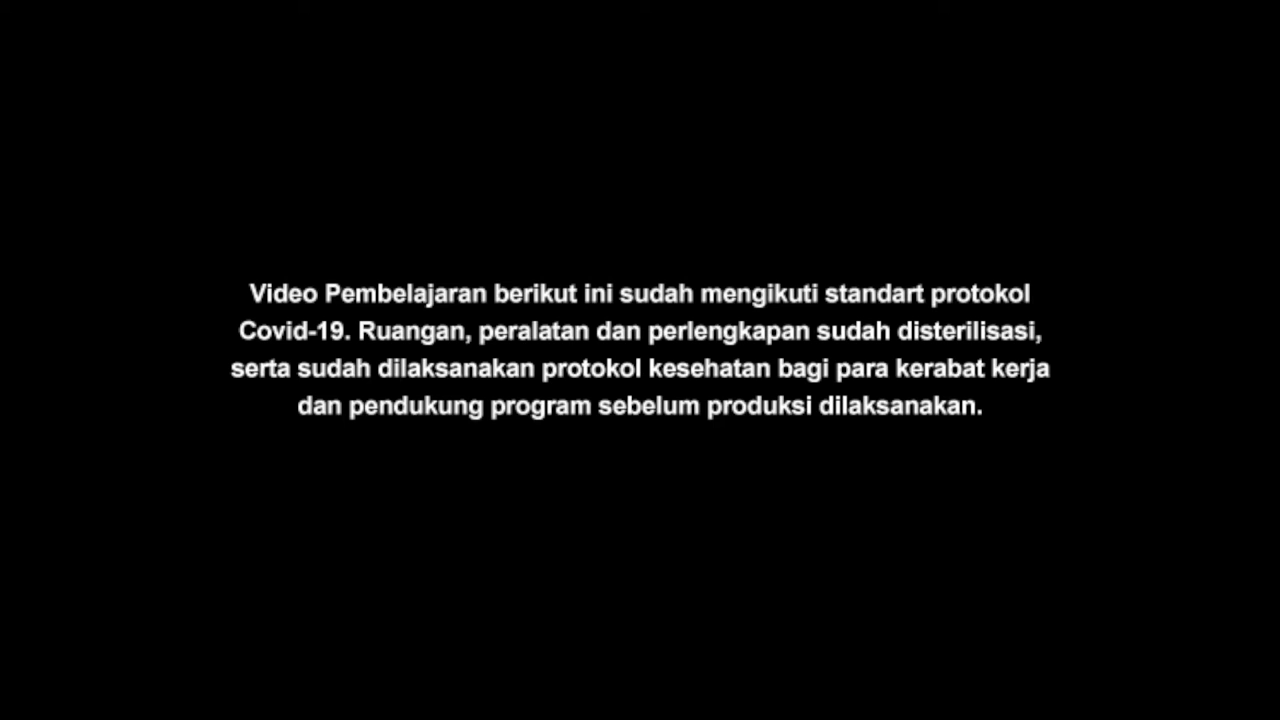 Video Pembelajaran berikut ini sudah mengikuti standart protokol
Covid-19. Ruangan, peralatan dan perlengkapan sudah disterilisasi,
serta sudah dilaksanakan protokol kesehatan bagi para kerabat kerja
dan pendukung program sebelum produksi dilaksanakan.